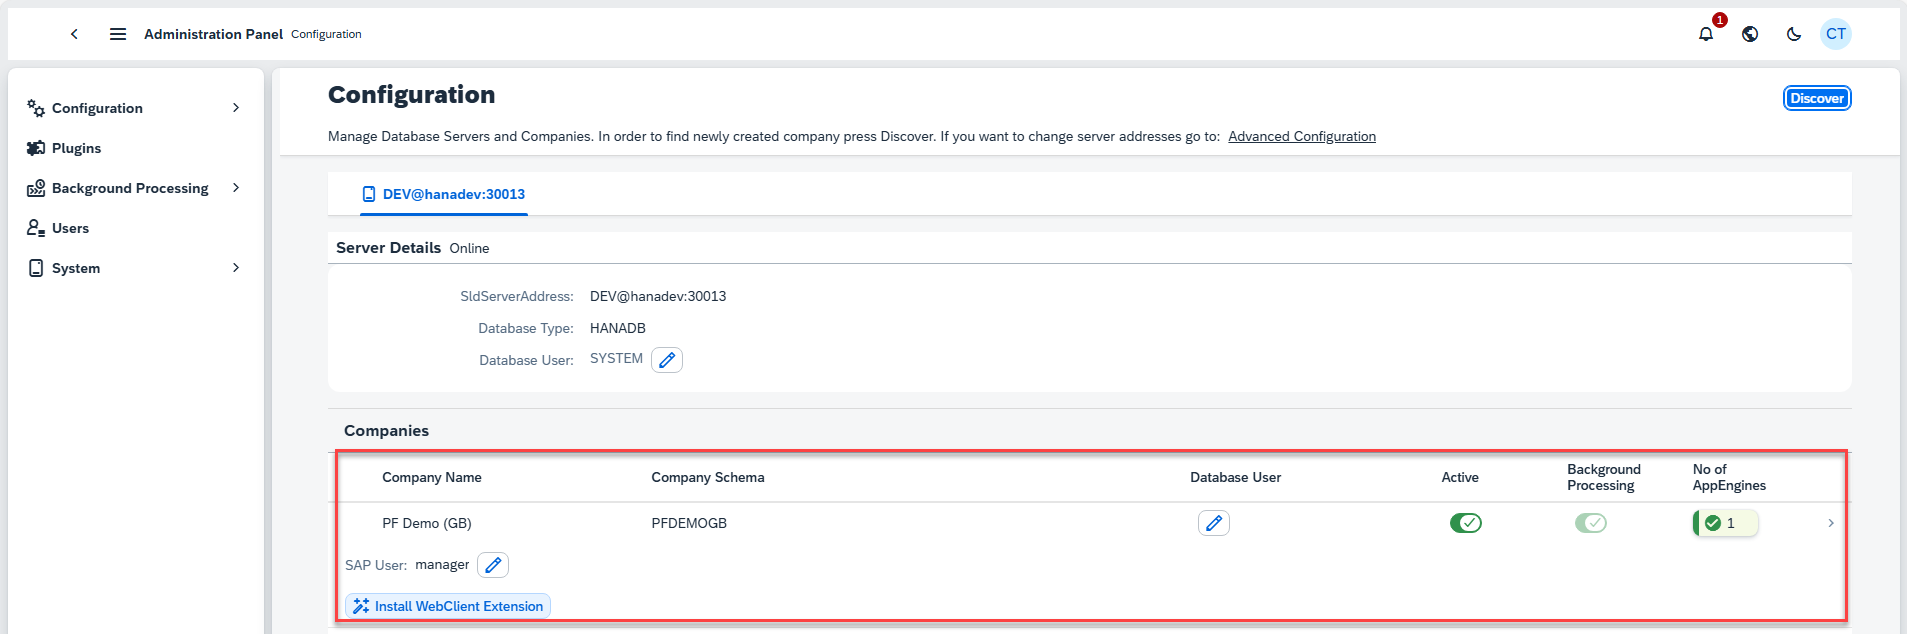 Administration Panel Configuration
1
CT
Configuration
Plugins
Background Processing
Users
System
Configuration
Discover
Manage Database Servers and Companies. In order to find newly created company press Discover. If you want to change server addresses go to: Advanced Configuration
DEV@hanadev:30013
Server Details Online
SldServerAddress: DEV@hanadev:30013
Database Type: HANADB
Database User: SYSTEM
Companies
Company Name Company Schema Database User Active Background Processing No of AppEngines
PF Demo (GB) PFDEMOGB 1
SAP User: manager
Install WebClient Extension